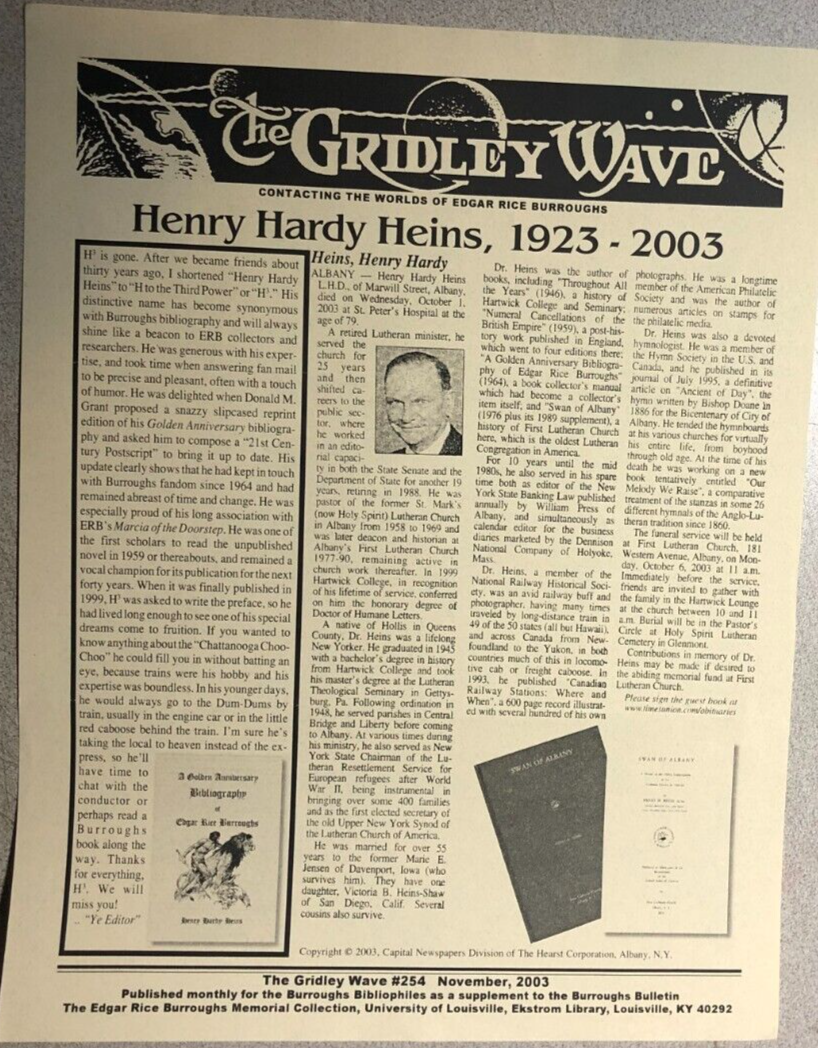 The GRIDLEY WAVE
CONTACTING THE WORLDS OF EDGAR RICE BURROUGHS
Henry Hardy Heins, 1923 - 2003
H³ is gone. After we became friends about
thirty years ago, I shortened “Henry Hardy
Heins” to “H to the Third Power” or “H³.” His
distinctive name has become synonymous
with Burroughs bibliography and will always
shine like a beacon to ERB collectors and
researchers. He was generous with his exper-
tise, and took time when answering fan mail
to be precise and pleasant, often with a touch
of humor. He was delighted when Donald M.
Grant proposed a snazzy slipcased reprint
edition of his Golden Anniversary bibliogra-
phy and asked him to compose a “21st Cen-
tury Postscript” to bring it up to date. His
update clearly shows that he had kept in touch
with Burroughs fandom since 1964 and had
remained abreast of time and change. He was
especially proud of his long association with
ERB's Marcia of the Doorstep. He was one of
the first scholars to read the unpublished
novel in 1959 or thereabouts, and remained a
vocal champion for its publication for the next
forty years. When it was finally published in
1999, H³ was asked to write the preface, so he
had lived long enough to see one of his special
dreams come to fruition. If you wanted to
know anything about the “Chattanooga Choo-
Choo” he could fill you in without batting an
eye, because trains were his hobby and his
expertise was boundless. In his younger days,
he would always go to the Dum-Dums by
train, usually in the engine car or in the little
red caboose behind the train. I'm sure he's
taking the local to heaven instead of the ex-
press, so he'll
have time to
chat with the
conductor or
perhaps read a
Burroughs
book along the
way. Thanks
for everything,
H³. We will
miss you!
.. “Ye Editor”
A Golden Anniversary
Bibliography
of
Edgar Rice Burroughs
Henry Hardy Heins
Heins, Henry Hardy
ALBANY — Henry Hardy Heins
L.H.D., of Marwill Street, Albany,
died on Wednesday, October 1,
2003 at St. Peter's Hospital at the
age of 79.
A retired Lutheran minister, he
served the
church for
25 years
and then
shifted ca-
reers to the
public sec-
tor, where
he worked
in an edito-
rial capaci-
ty in both the State Senate and the
Department of State for another 19
years, retiring in 1988. He was
pastor of the former St. Mark's
(now Holy Spirit) Lutheran Church
in Albany from 1958 to 1969 and
was later deacon and historian at
Albany's First Lutheran Church
1977-90, remaining active in
church work thereafter. In 1999
Hartwick College, in recognition
of his lifetime of service, conferred
on him the honorary degree of
Doctor of Humane Letters.
A native of Hollis in Queens
County, Dr. Heins was a lifelong
New Yorker. He graduated in 1945
with a bachelor's degree in history
from Hartwick College and took
his master's degree at the Lutheran
Theological Seminary in Gettys-
burg, Pa. Following ordination in
1948, he served parishes in Central
Bridge and Liberty before coming
to Albany. At various times during
his ministry, he also served as New
York State Chairman of the Lu-
theran Resettlement Service for
European refugees after World
War II, being instrumental in
bringing over some 400 families
and as the first elected secretary of
the old Upper New York Synod of
the Lutheran Church of America.
He was married for over 55
years to the former Marie E.
Jensen of Davenport, Iowa (who
survives him). They have one
daughter, Victoria B. Heins-Shaw
of San Diego, Calif. Several
cousins also survive.
Dr. Heins was the author of
books, including "Throughout All
the Years" (1946), a history of
Hartwick College and Seminary;
"Numeral Cancellations of the
British Empire" (1959), a post-his-
tory work published in England,
which went to four editions there;
"A Golden Anniversary Bibliogra-
phy of Edgar Rice Burroughs"
(1964), a book collector's manual
which had become a collector's
item itself, and "Swan of Albany"
(1976 plus its 1989 supplement), a
history of First Lutheran Church
here, which is the oldest Lutheran
Congregation in America.
For 10 years until the mid
1980s, he also served in his spare
time both as editor of the New
York State Banking Law published
annually by William Press of
Albany, and simultaneously as
calendar editor for the business
diaries marketed by the Dennison
National Company of Holyoke,
Mass.
Dr. Heins, a member of the
National Railway Historical Soci-
ety, was an avid railway buff and
photographer, having many times
traveled by long-distance train in
49 of the 50 states (all but Hawaii),
and across Canada from New-
foundland to the Yukon, in both
countries much of this in locomo-
tive cab or freight caboose. In
1993, he published "Canadian
Railway Stations: Where and
When", a 600 page record illustrat-
ed with several hundred of his own
photographs. He was a longtime
member of the American Philatelic
Society and was the author of
numerous articles on stamps for
the philatelic media.
Dr. Heins was also a devoted
hymnologist. He was a member of
the Hymn Society in the U.S. and
Canada, and he published in its
journal of July 1995, a definitive
article on "Ancient of Day", the
hymn written by Bishop Doane in
1886 for the Bicentenary of City of
Albany. He tended the hymnboards
at his various churches for virtually
his entire life, from boyhood
through old age. At the time of his
death he was working on a new
book tentatively entitled "Our
Melody We Raise", a comparative
treatment of the stanzas in some 26
different hymnals of the Anglo-Lu-
theran tradition since 1860.
The funeral service will be held
at First Lutheran Church, 181
Western Avenue, Albany, on Mon-
day, October 6, 2003 at 11 a.m.
Immediately before the service,
friends are invited to gather with
the family in the Hartwick Lounge
at the church between 10 and 11
a.m. Burial will be in the Pastor's
Circle at Holy Spirit Lutheran
Cemetery in Glenmont.
Contributions in memory of Dr.
Heins may be made if desired to
the abiding memorial fund at First
Lutheran Church.
Please sign the guest book at
www.timesunion.com/obituaries
SWAN OF ALBANY
SWAN OF ALBANY
Copyright © 2003, Capital Newspapers Division of The Hearst Corporation, Albany, N.Y.
The Gridley Wave #254 November, 2003
Published monthly for the Burroughs Bibliophiles as a supplement to the Burroughs Bulletin
The Edgar Rice Burroughs Memorial Collection, University of Louisville, Ekstrom Library, Louisville, KY 40292